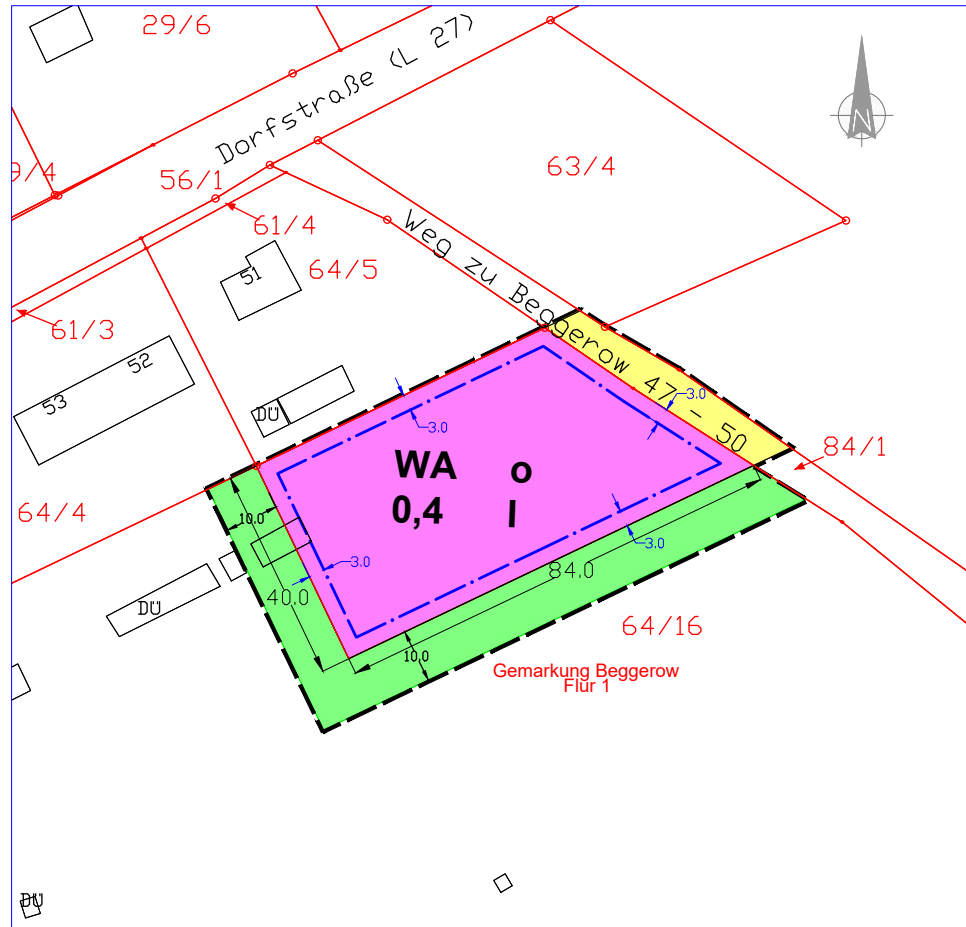 29/6
Dorfstraße (L 27)
N
9/4
56/1
63/4
61/4
Weg zu Beggerow 47 - 50
51
64/5
61/3
52
53
DÜ
3.0
3.0
84/1
WA o
0,4 I
64/4
10,0
3.0
3.0
84.0
40.0
DÜ
64/16
10,0
Gemarkung Beggerow
Flur 1
DÜ